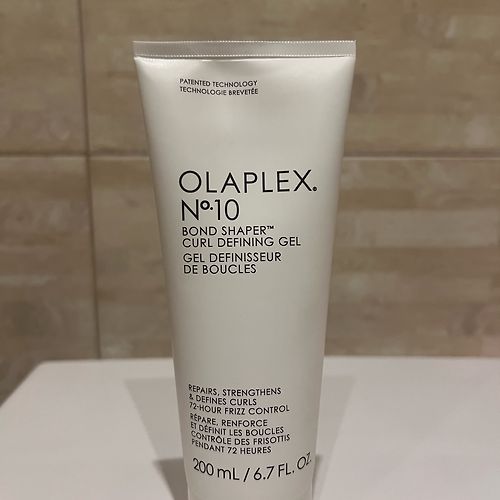 PATENTED TECHNOLOGY
TECHNOLOGIE BREVETÉE
OLAPLEX.
Nº.10
BOND SHAPER™
CURL DEFINING GEL
GEL DEFINISSEUR
DE BOUCLES
REPAIRS, STRENGTHENS
& DEFINES CURLS
72-HOUR FRIZZ CONTROL
RÉPARE, RENFORCE
ET DÉFINIT LES BOUCLES
CONTRÔLE DES FRISOTTIS
PENDANT 72 HEURES
200 mL / 6.7 FL. OZ.